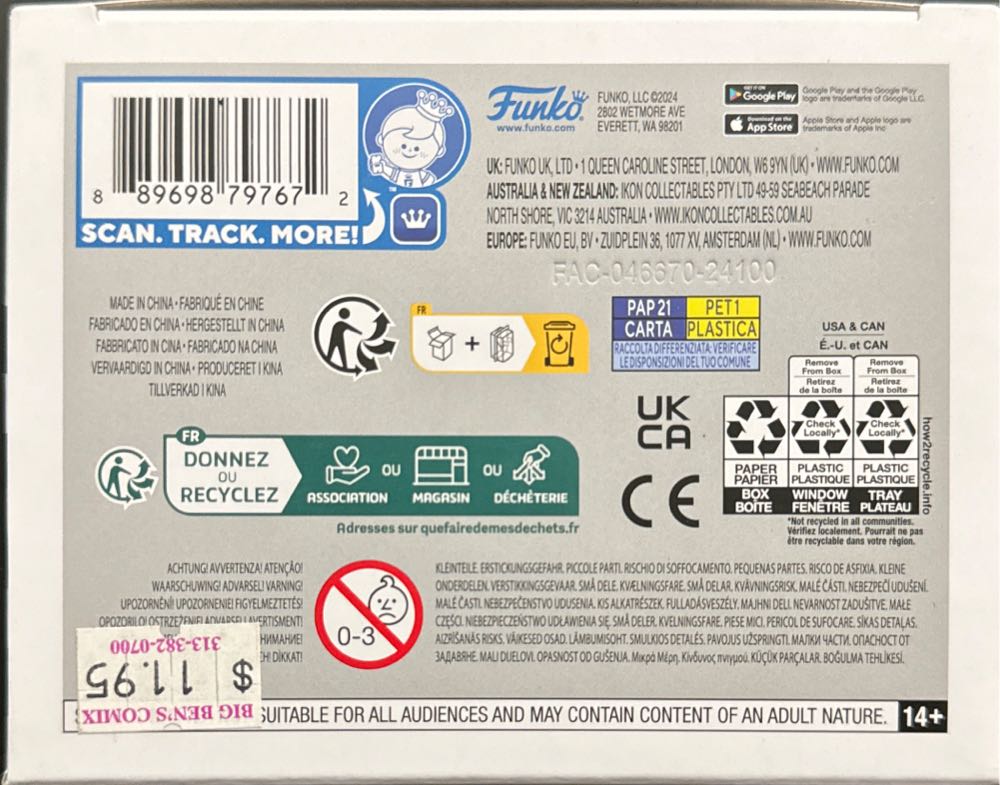 8 89698 79767 2
SCAN. TRACK. MORE!
™
Funko®
www.funko.com
FUNKO, LLC ©2024
2802 WETMORE AVE
EVERETT, WA 98201
GET IT ON
Google Play
Google Play and the Google Play
logo are trademarks of Google LLC.
Download on the
App Store
Apple Store and Apple logo are
trademarks of Apple Inc
UK: FUNKO UK, LTD • 1 QUEEN CAROLINE STREET, LONDON, W6 9YN (UK) • WWW.FUNKO.COM
AUSTRALIA & NEW ZEALAND: IKON COLLECTABLES PTY LTD 49-59 SEABEACH PARADE
NORTH SHORE, VIC 3214 AUSTRALIA • WWW.IKONCOLLECTABLES.COM.AU
EUROPE: FUNKO EU, BV • ZUIDPLEIN 36, 1077 XV, AMSTERDAM (NL) • WWW.FUNKO.COM
FAC-046670-24100
MADE IN CHINA • FABRIQUÉ EN CHINE
FABRICADO EN CHINA • HERGESTELLT IN CHINA
FABBRICATO IN CINA • FABRICADO NA CHINA
VERVAARDIGD IN CHINA • PRODUCERET I KINA
TILLVERKAD I KINA
FR
+
PAP 21 PET 1
CARTA PLASTICA
RACCOLTA DIFFERENZIATA: VERIFICARE
LE DISPOSIZIONI DEL TUO COMUNE
USA & CAN
É.-U. et CAN
Remove
From Box
Retirez
de la boîte
Remove
From Box
Retirez
de la boîte
Check
Locally*
Check
Locally*
PAPER
PAPIER
BOX
BOÎTE
PLASTIC
PLASTIQUE
WINDOW
FENÊTRE
PLASTIC
PLASTIQUE
TRAY
PLATEAU
how2recycle.info
*Not recycled in all communities.
Vérifiez localement. Pourrait ne pas
être recyclable dans votre région.
UK
CA
CE
FR
DONNEZ
OU
RECYCLEZ
ASSOCIATION OU MAGASIN OU DÉCHÈTERIE
Adresses sur quefairedemesdechets.fr
ACHTUNG! AVVERTENZA! ATENÇÃO!
WAARSCHUWING! ADVARSEL! VARNING!
UPOZORNĚNÍ! UPOZORNENIE! FIGYELMEZTETÉS!
OPOZORILO! OSTRZEŻENIE! ADVARSEL! AVERTISMENT!
ВНИМАНИЕ!
DİKKAT!
0-3
KLEINTEILE. ERSTICKUNGSGEFAHR. PICCOLE PARTI. RISCHIO DI SOFFOCAMENTO. PEQUENAS PARTES. RISCO DE ASFIXIA. KLEINE
ONDERDELEN. VERSTIKKINGSGEVAAR. SMÅ DELE. KVÆLNINGSFARE. SMÅ DELAR. KVÄVNINGSRISK. MALÉ ČÁSTI. NEBEZPEČÍ UDUŠENÍ.
MALÉ ČASTI. NEBEZPEČENSTVO UDUSENIA. KIS ALKATRÉSZEK. FULLADÁSVESZÉLY. MAJHNI DELI. NEVARNOST ZADUŠITVE. MAŁE
CZĘŚCI. NIEBEZPIECZEŃSTWO UDŁAWIENIA SIĘ. SMÅ DELER. KVELNINGSFARE. PIESE MICI. PERICOL DE SUFOCARE. SĪKAS DETAĻAS.
AIZRĪŠANĀS RISKS. VÄIKESED OSAD. LÄMBUMISOHT. SMULKIOS DETALĖS. PAVOJUS UŽSPRINGTI. МАЛКИ ЧАСТИ. ОПАСНОСТ ОТ
ЗАДАВЯНЕ. MALI DIJELOVI. OPASNOST OD GUŠENJA. Μικρά Μέρη. Κίνδυνος πνιγμού. KÜÇÜK PARÇALAR. BOĞULMA TEHLİKESİ.
BIG BEN'S COMIX
$ 11.95
313-382-0700
SUITABLE FOR ALL AUDIENCES AND MAY CONTAIN CONTENT OF AN ADULT NATURE. 14+